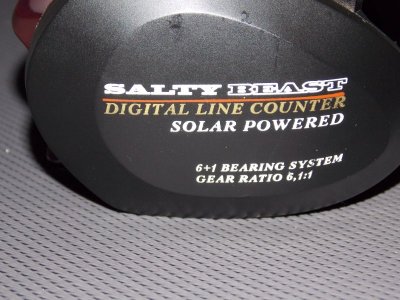 SALTY BEAST
DIGITAL LINE COUNTER
SOLAR POWERED
6+1 BEARING SYSTEM
GEAR RATIO 6,1:1